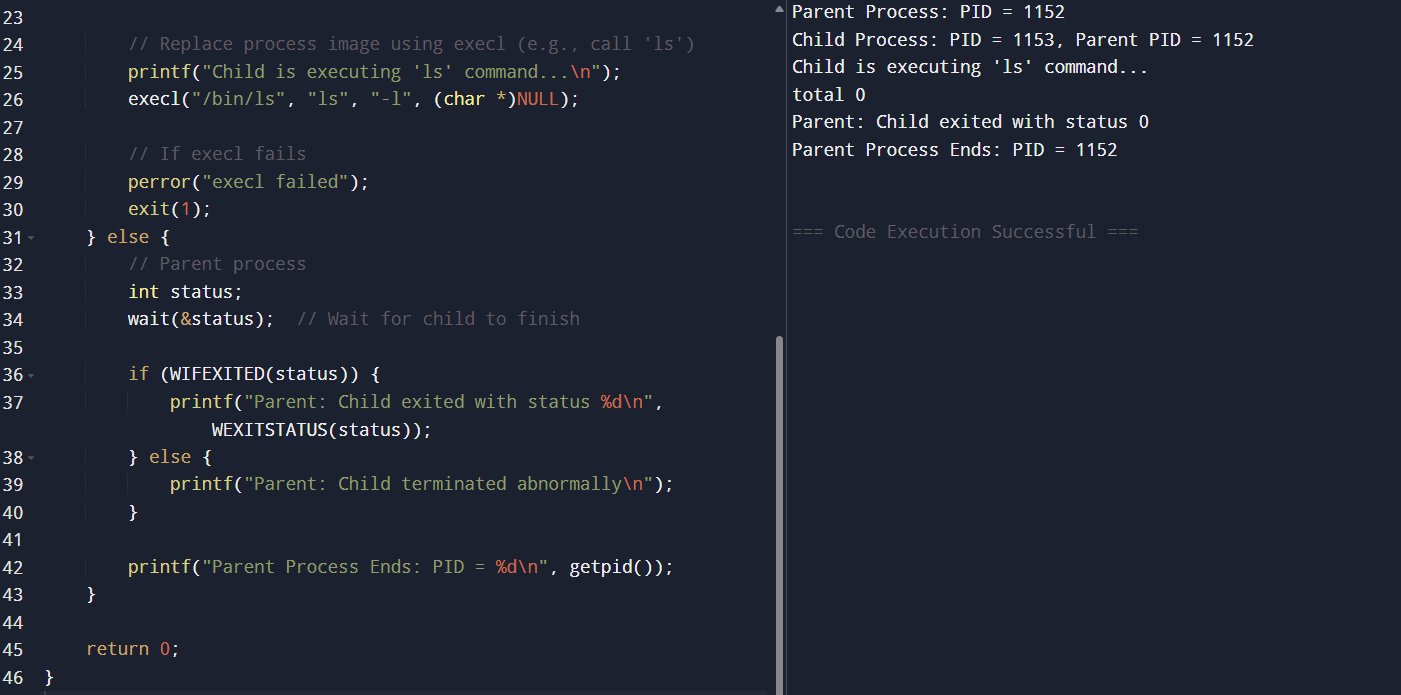 23
24 // Replace process image using execl (e.g., call 'ls')
25 printf("Child is executing 'ls' command...\n");
26 execl("/bin/ls", "ls", "-l", (char *)NULL);
27
28 // If execl fails
29 perror("execl failed");
30 exit(1);
31 } else {
32 // Parent process
33 int status;
34 wait(&status);  // Wait for child to finish
35
36 if (WIFEXITED(status)) {
37 printf("Parent: Child exited with status %d\n",
WEXITSTATUS(status));
38 } else {
39 printf("Parent: Child terminated abnormally\n");
40 }
41
42 printf("Parent Process Ends: PID = %d\n", getpid());
43 }
44
45 return 0;
46 }
Parent Process: PID = 1152
Child Process: PID = 1153, Parent PID = 1152
Child is executing 'ls' command...
total 0
Parent: Child exited with status 0
Parent Process Ends: PID = 1152
=== Code Execution Successful ===